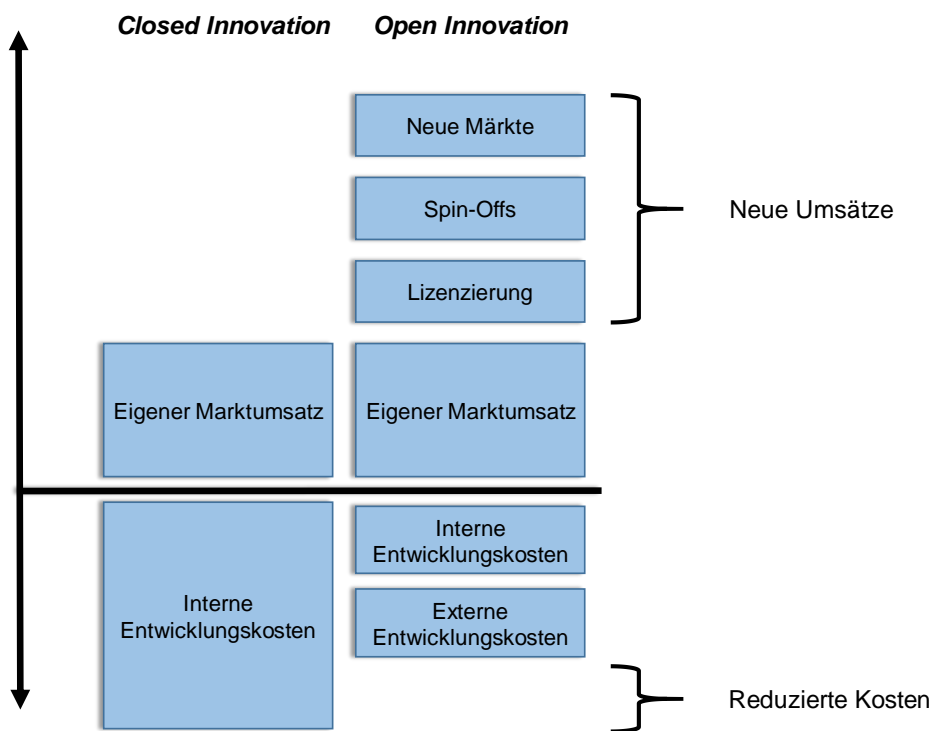 Closed Innovation
Open Innovation
Neue Märkte
Spin-Offs
Neue Umsätze
Lizenzierung
Eigener Marktumsatz
Eigener Marktumsatz
Interne
Entwicklungskosten
Interne
Entwicklungskosten
Externe
Entwicklungskosten
Reduzierte Kosten